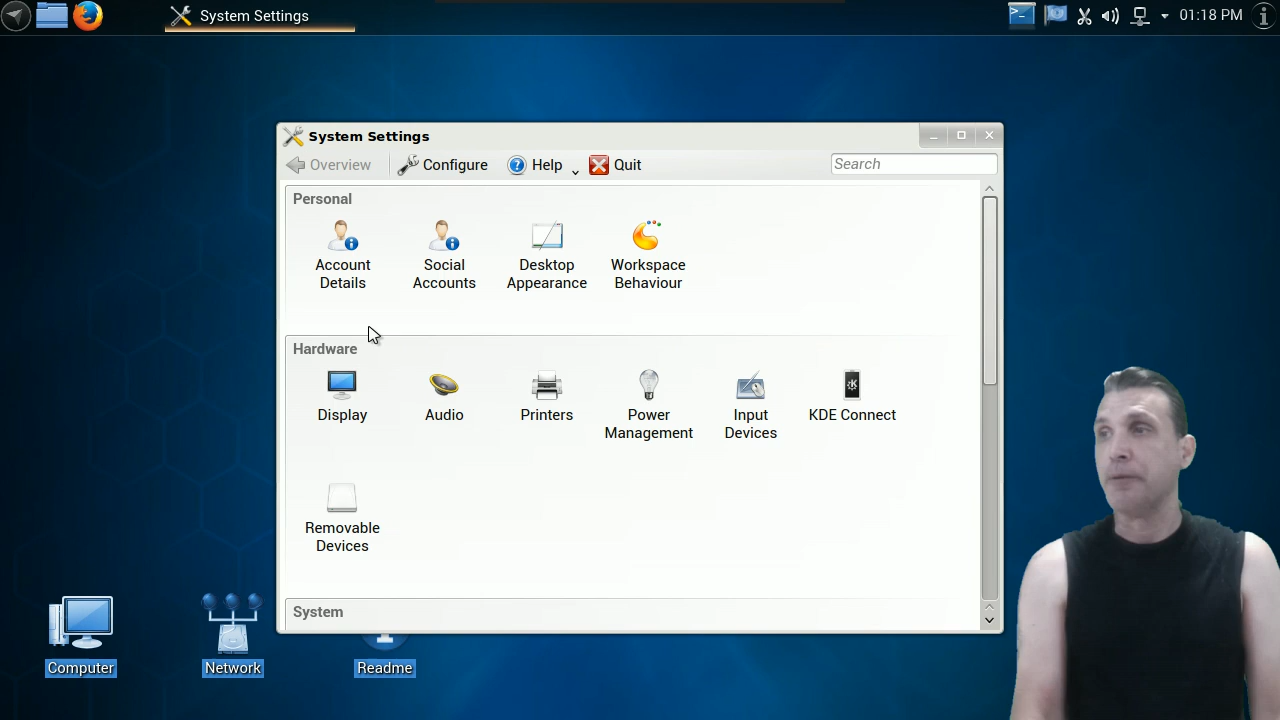 System Settings
01:18 PM
System Settings
Overview
Configure
Help
Quit
Search
Personal
Account
Details
Social
Accounts
Desktop
Appearance
Workspace
Behaviour
Hardware
Display
Audio
Printers
Power
Management
Input
Devices
KDE Connect
Removable
Devices
System
Computer
Network
Readme